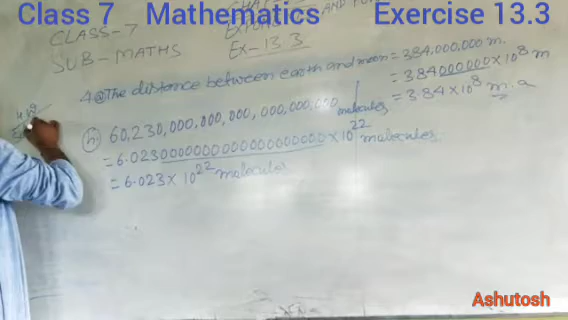 Class 7 Mathematics Exercise 13.3
CLASS-7
SUB-MATHS
Ex-13.3
4 @ The distance between earth and moon = 384,000,000 m.
= 384000000 × 10⁸ m
= 3.84 × 10⁸ m.
(h) 60,230,000,000,000,000,000,000 molecules
= 6.0230000000000000000000 × 10²² molecules.
= 6.023 × 10²² molecules
Ashutosh